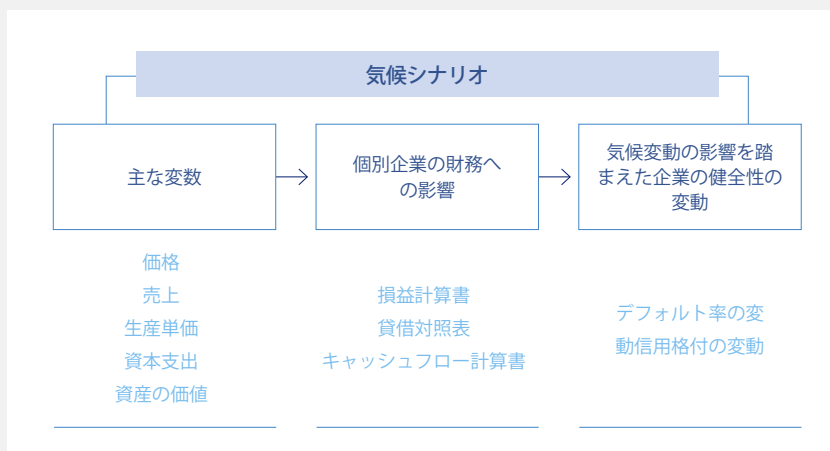 気候シナリオ
主な変数
個別企業の財務へ
の影響
気候変動の影響を踏
まえた企業の健全性の
変動
価格
売上
生産単価
資本支出
資産の価値
損益計算書
貸借対照表
キャッシュフロー計算書
デフォルト率の変
動信用格付の変動